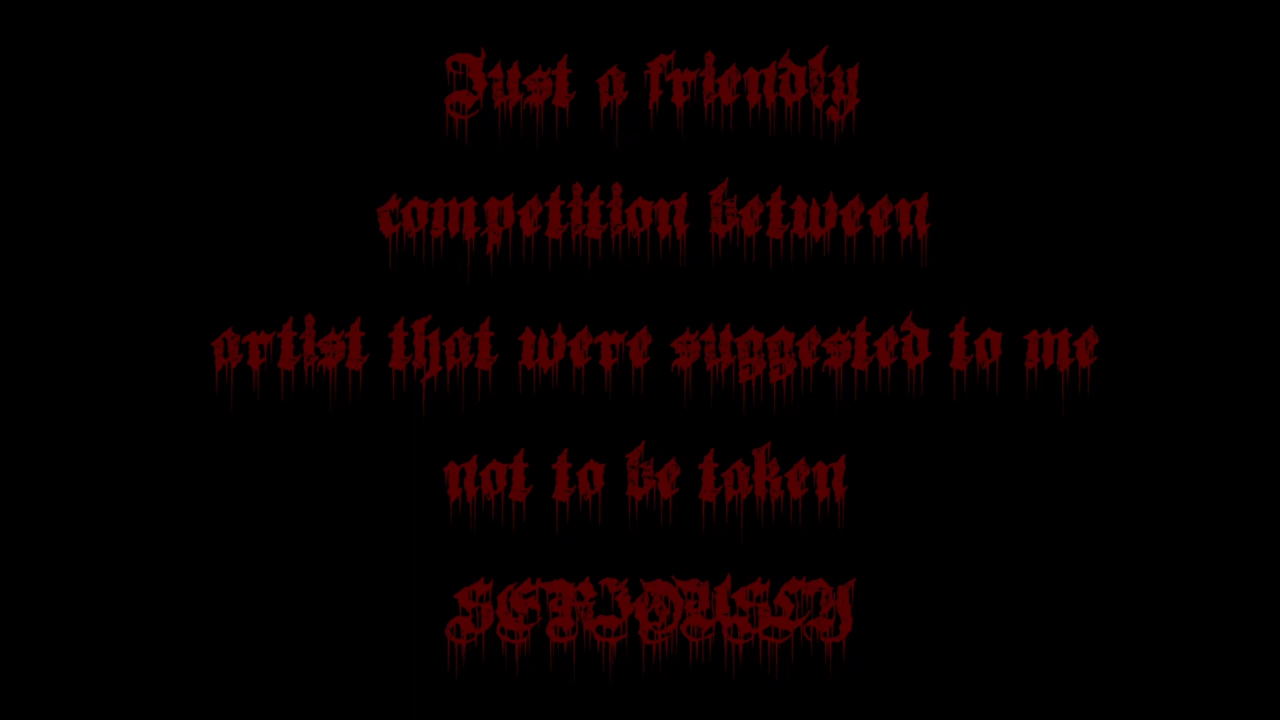 Just a friendly
competition between
artist that were suggested to me
not to be taken
SERIOUSLY